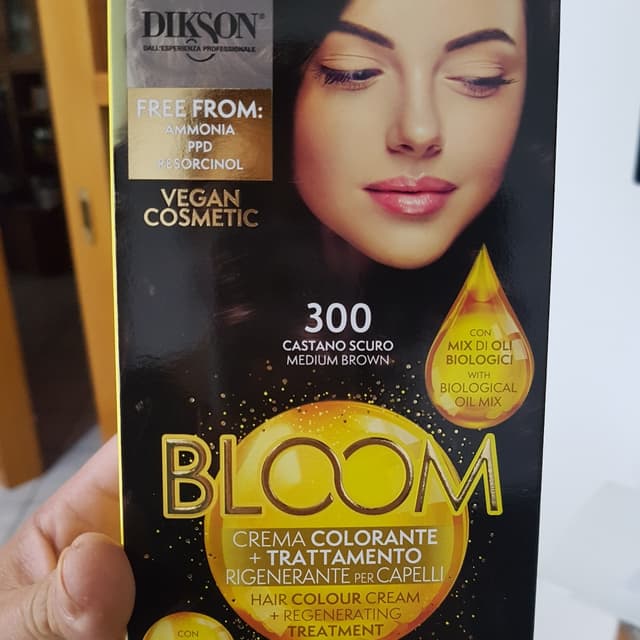 DIKSON
DALL'ESPERIENZA PROFESSIONALE
FREE FROM:
AMMONIA
PPD
RESORCINOL
VEGAN
COSMETIC
300
CASTANO SCURO
MEDIUM BROWN
CON
MIX DI OLI
BIOLOGICI
WITH
BIOLOGICAL
OIL MIX
BLOOM
CREMA COLORANTE
+ TRATTAMENTO
RIGENERANTE PER CAPELLI
HAIR COLOUR CREAM
+ REGENERATING
TREATMENT
CON